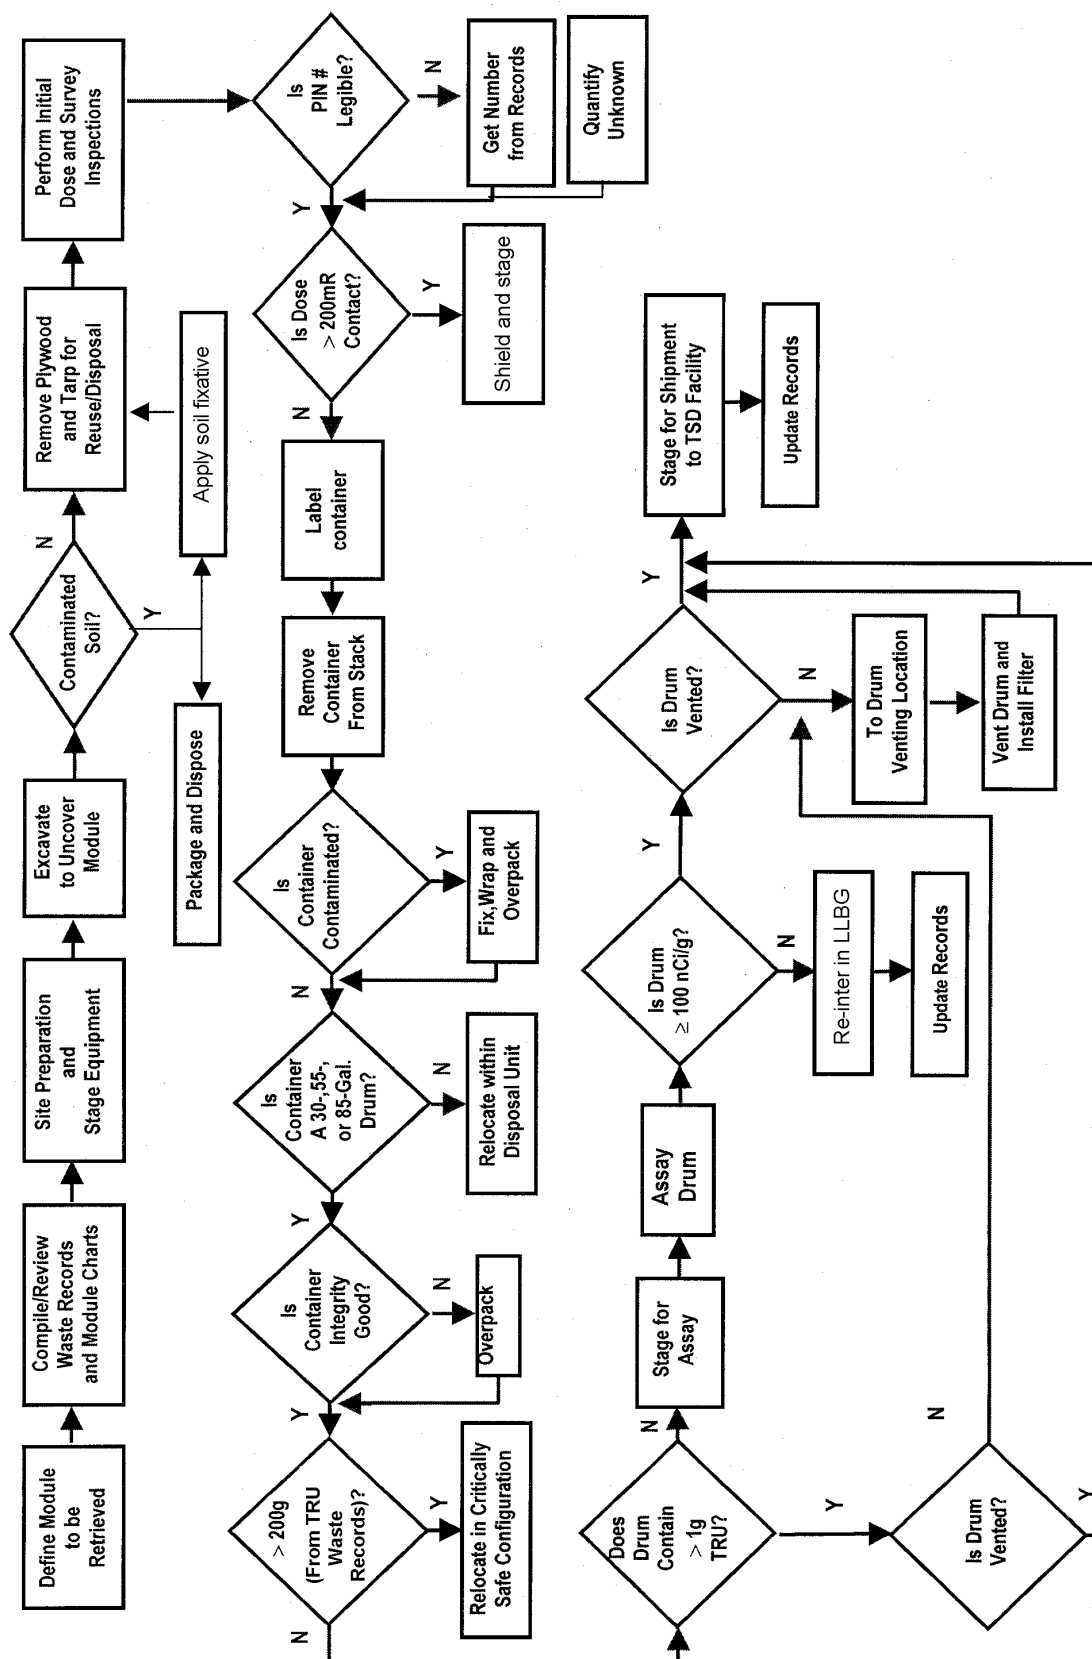 Define Module
to be
Retrieved
Compile/Review
Waste Records
and Module Charts
Site Preparation
and
Stage Equipment
Excavate
to Uncover
Module
Contaminated
Soil?
N
Y
Package and Dispose
Apply soil fixative
Remove Plywood
and Tarp for
Reuse/Disposal
Perform Initial
Dose and Survey
Inspections
Is
PIN #
Legible?
N
Get Number
from Records
Quantify
Unknown
Y
Is Dose
> 200mR
Contact?
Y
Shield and stage
N
Label
container
Remove
Container
From Stack
Is
Container
Contaminated?
Y
Fix,Wrap and
Overpack
N
Is
Container
A 30-,55-,
or 85-Gal.
Drum?
N
Relocate within
Disposal Unit
Y
Is
Container
Integrity
Good?
N
Overpack
Y
> 200g
(From TRU
Waste
Records)?
Y
Relocate in Critically
Safe Configuration
N
Does
Drum
Contain
> 1g
TRU?
N
Stage for
Assay
Assay
Drum
Is Drum
≥ 100 nCi/g?
N
Re-inter in LLBG
Update Records
Y
Is Drum
Vented?
N
To Drum
Venting Location
Vent Drum and
Install Filter
Y
Stage for Shipment
to TSD Facility
Update Records
Y
Is Drum
Vented?
N
Y